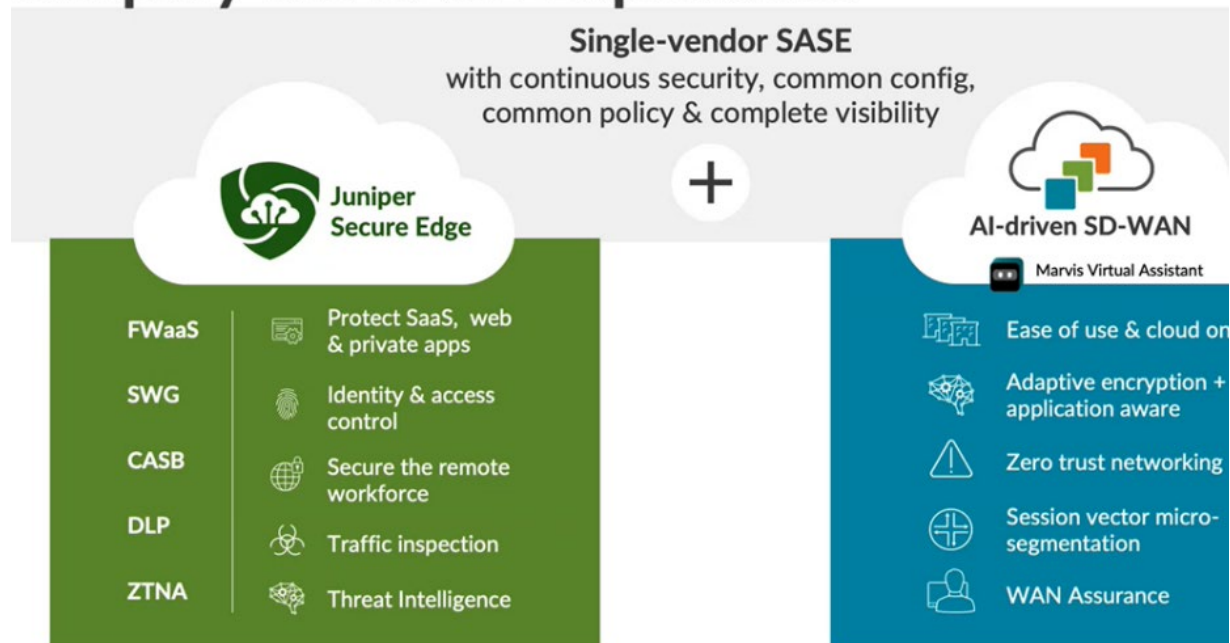 Single-vendor SASE
with continuous security, common config,
common policy & complete visibility
Juniper
Secure Edge
FWaaS
SWG
CASB
DLP
ZTNA
Protect SaaS, web
& private apps
Identity & access
control
Secure the remote
workforce
Traffic inspection
Threat Intelligence
AI-driven SD-WAN
Marvis Virtual Assistant
Ease of use & cloud
Adaptive encryption +
application aware
Zero trust networking
Session vector micro-
segmentation
WAN Assurance